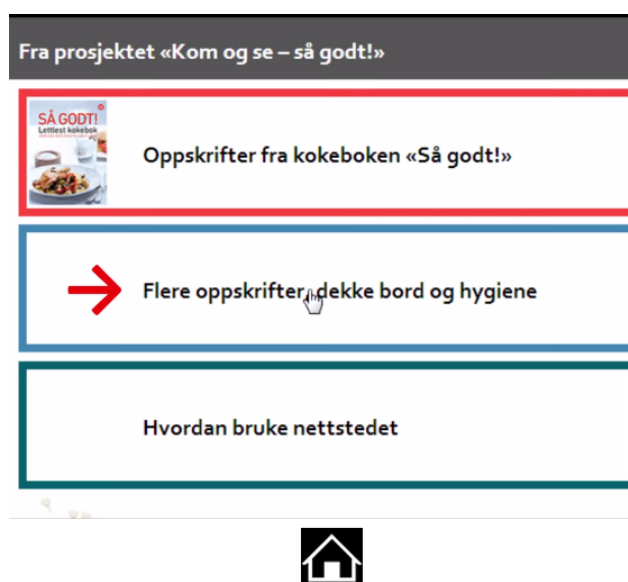 Fra prosjektet «Kom og se – så godt!»
SÅ GODT!
Lettlest kokebok
Oppskrifter fra kokeboken «Så godt!»
Flere oppskrifter, dekke bord og hygiene
Hvordan bruke nettstedet